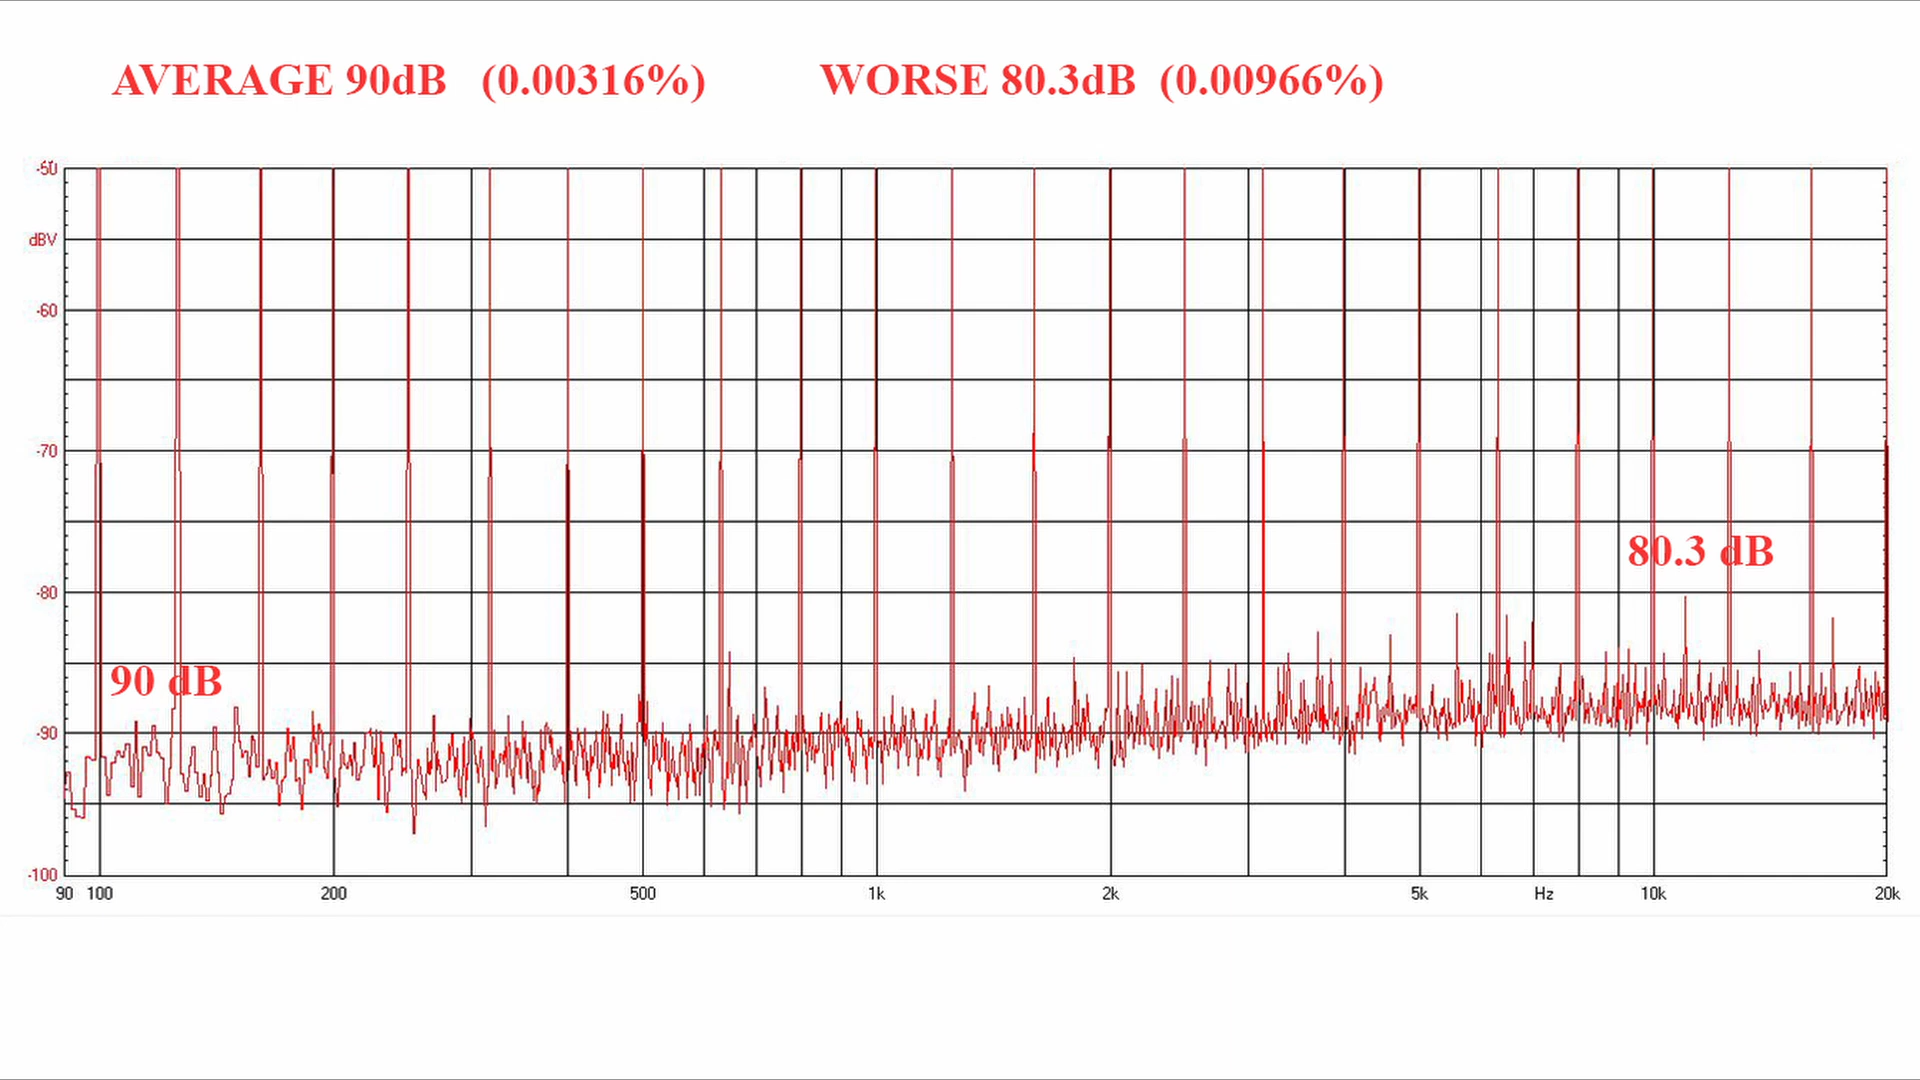 AVERAGE 90dB (0.00316%) WORSE 80.3dB (0.00966%)
-50
dBV
-60
-70
80.3 dB
-80
90 dB
-90
-100
90 100 200 500 1k 2k 5k Hz 10k 20k